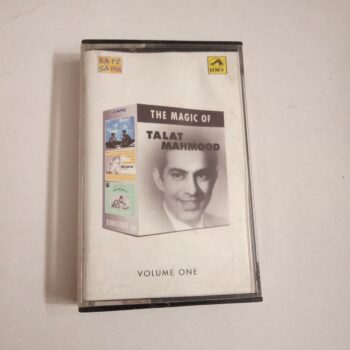 SA RE
GA MA
HMV
THE MAGIC OF
TALAT
MAHMOOD
VOLUME ONE